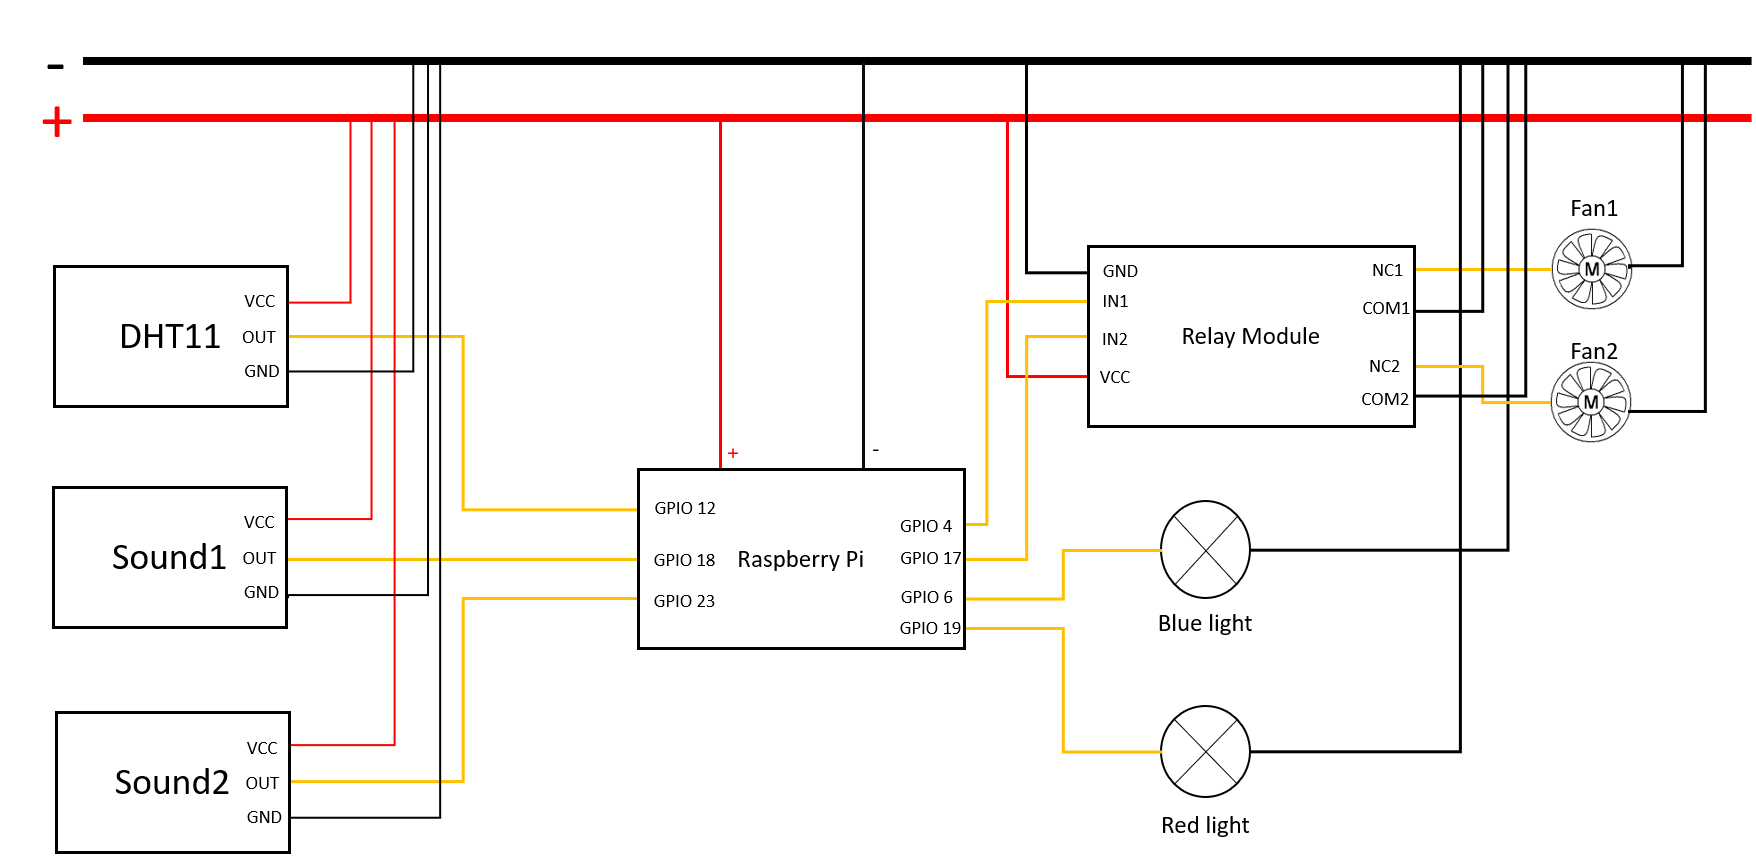 -
+
DHT11
VCC
OUT
GND
Sound1
VCC
OUT
GND
Sound2
VCC
OUT
GND
+
-
Raspberry Pi
GPIO 12
GPIO 18
GPIO 23
GPIO 4
GPIO 17
GPIO 6
GPIO 19
Relay Module
GND
IN1
IN2
VCC
NC1
COM1
NC2
COM2
Fan1
M
Fan2
M
Blue light
Red light